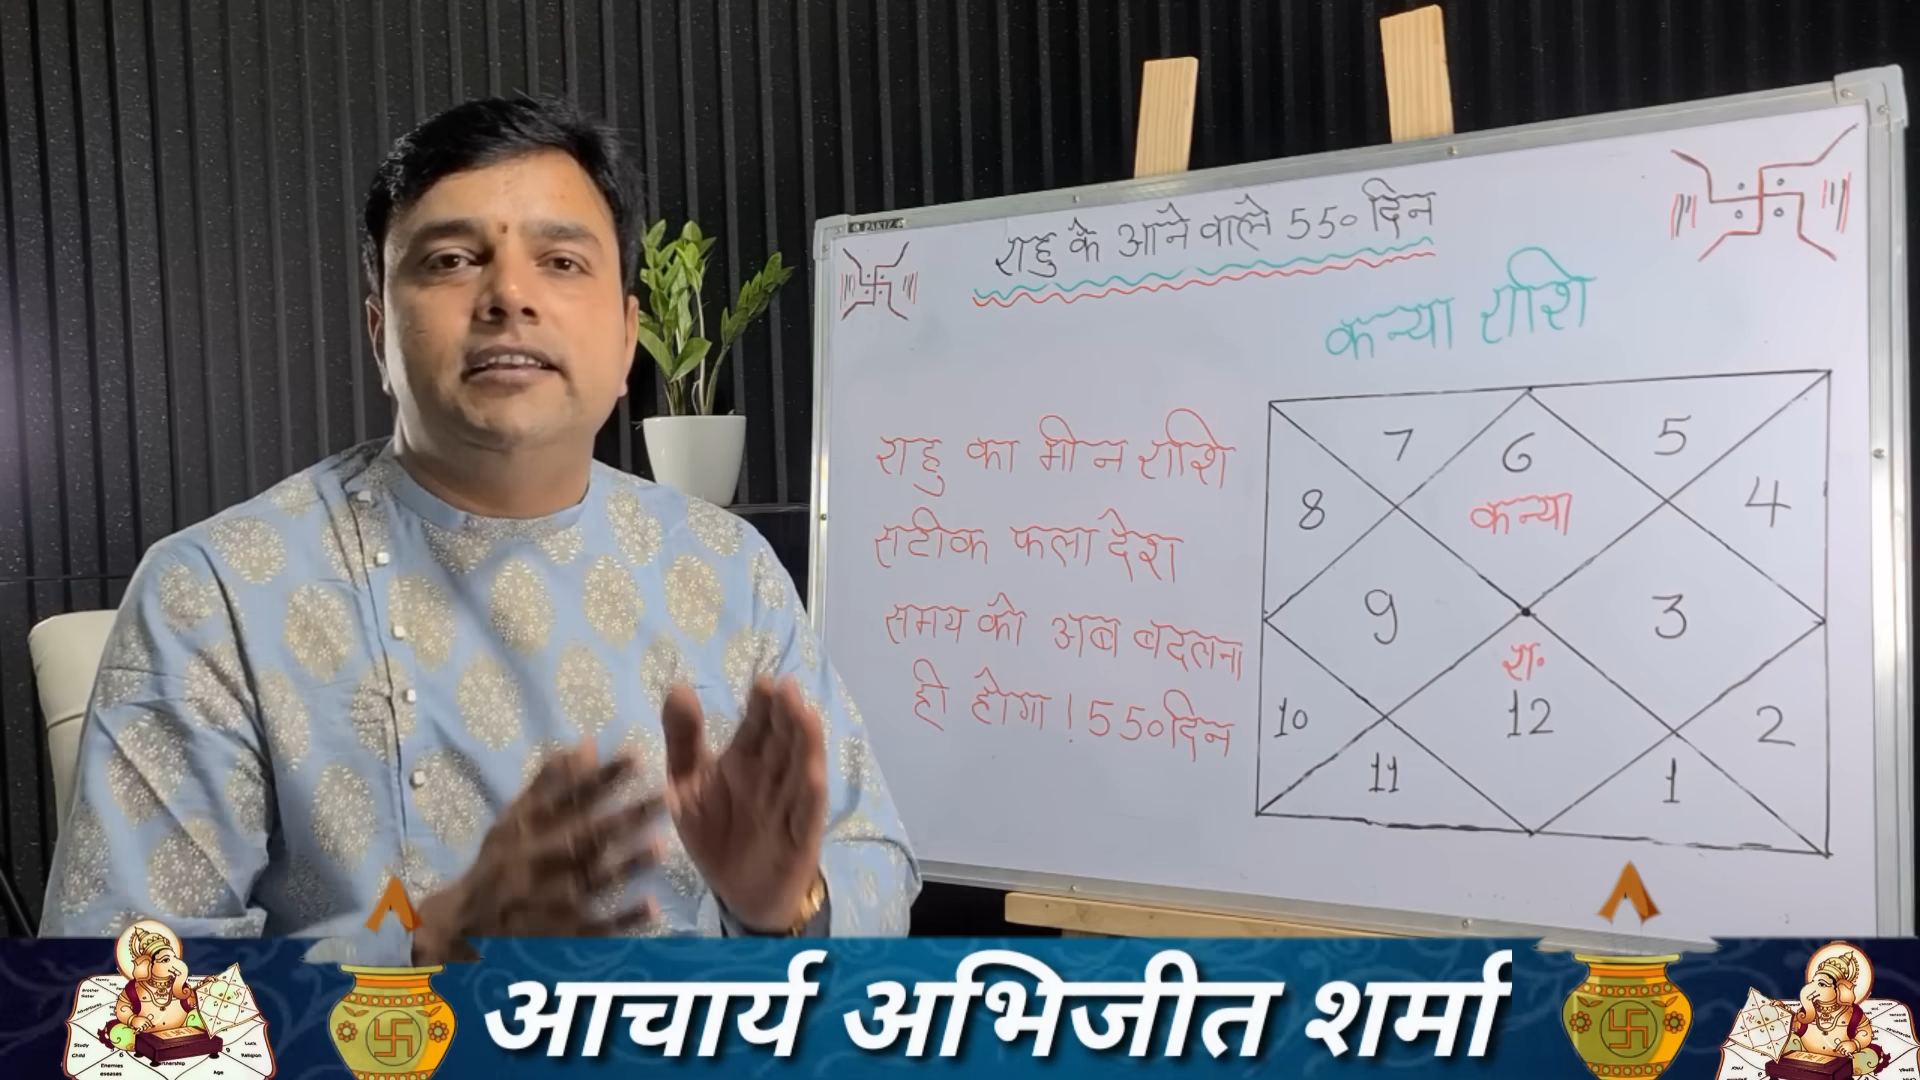 राहु के आने वाले 550 दिन
कन्या राशि
राहु का मीन राशि
सटीक फलादेश
समय को अब बदलना
ही होगा ! 550 दिन
7
6
5
8
कन्या
4
9
3
रा.
10
12
2
11
1
आचार्य अभिजीत शर्मा